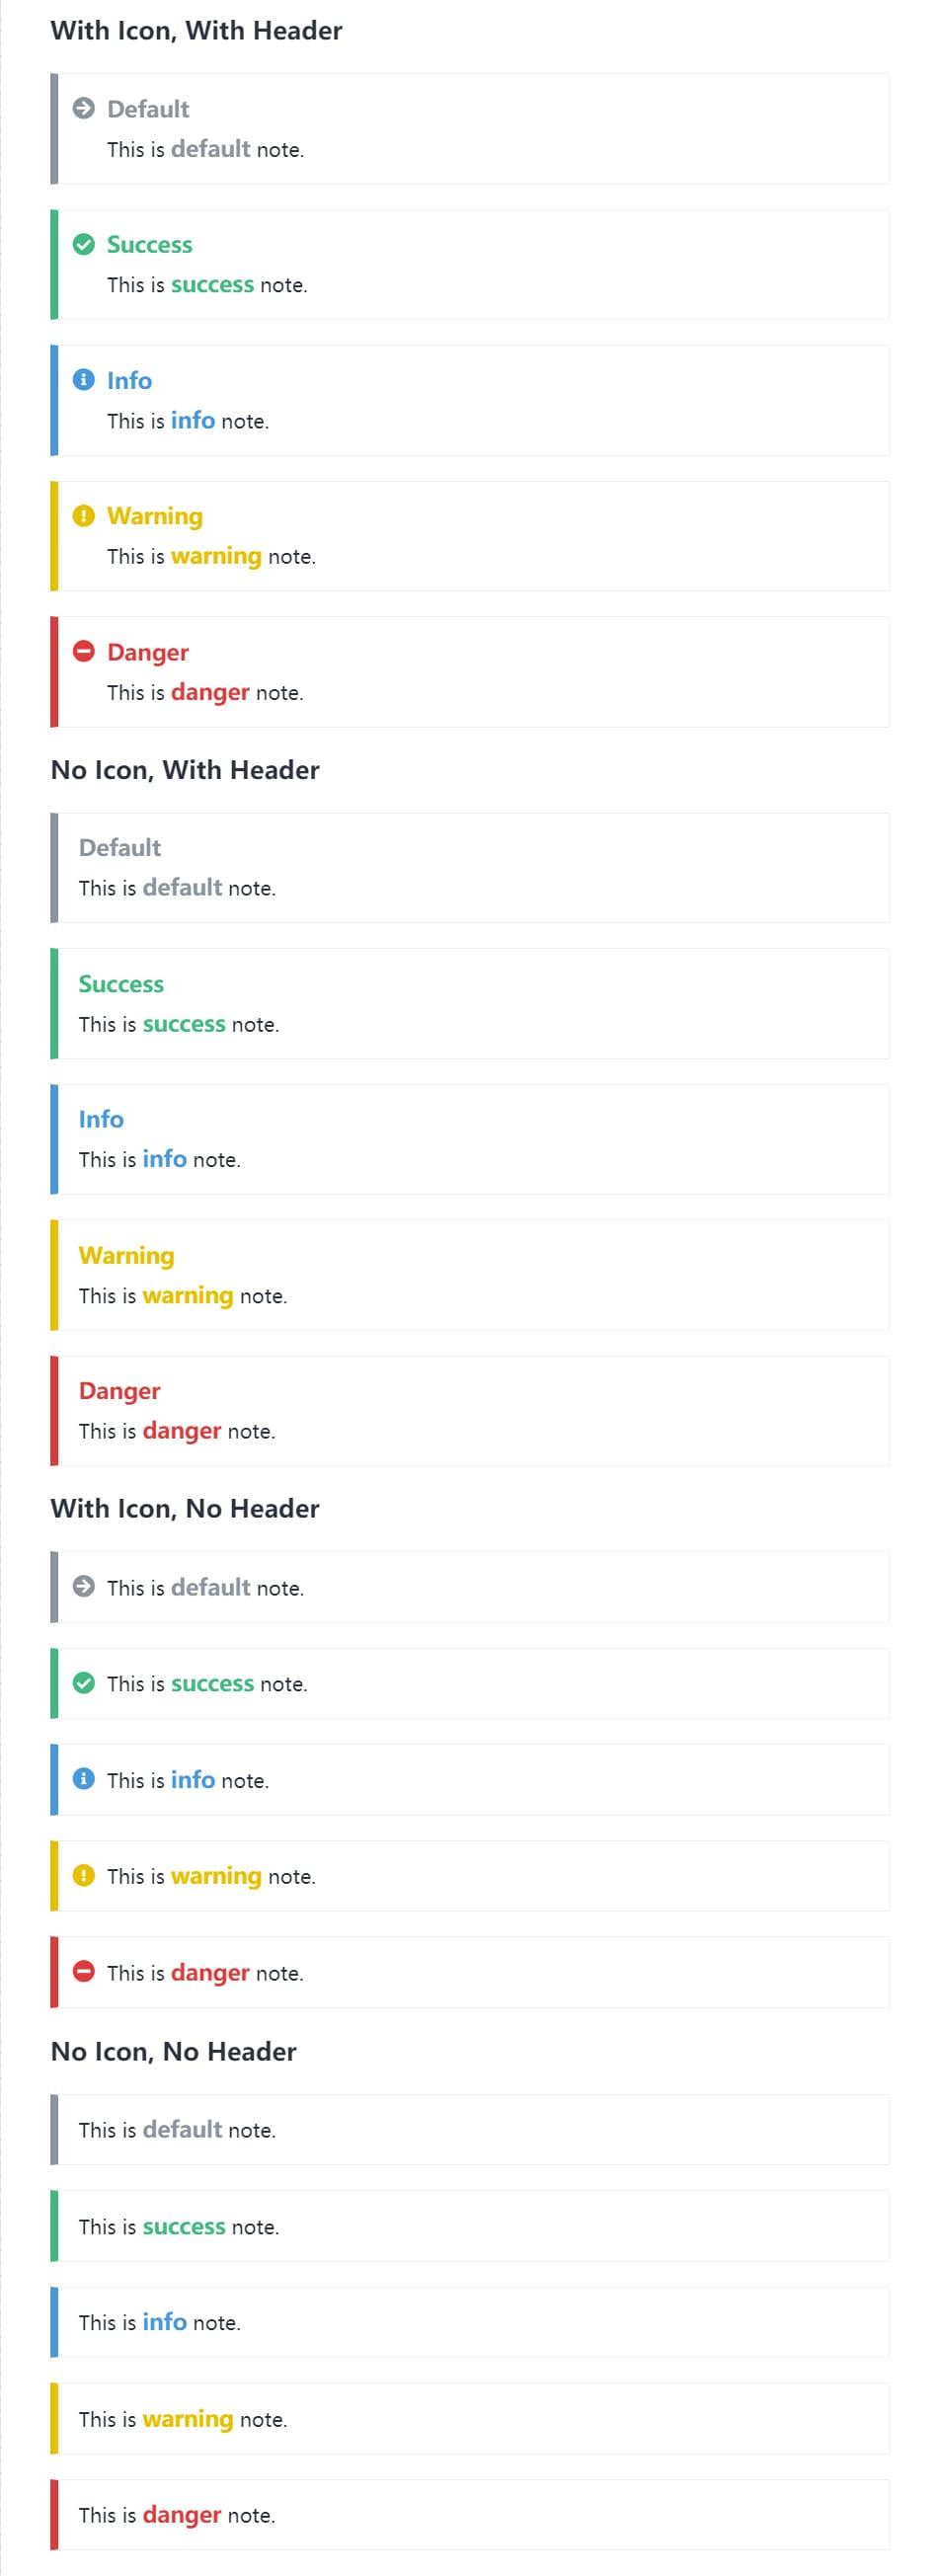 With Icon, With Header
Default
This is default note.
Success
This is success note.
Info
This is info note.
Warning
This is warning note.
Danger
This is danger note.
No Icon, With Header
Default
This is default note.
Success
This is success note.
Info
This is info note.
Warning
This is warning note.
Danger
This is danger note.
With Icon, No Header
This is default note.
This is success note.
This is info note.
This is warning note.
This is danger note.
No Icon, No Header
This is default note.
This is success note.
This is info note.
This is warning note.
This is danger note.